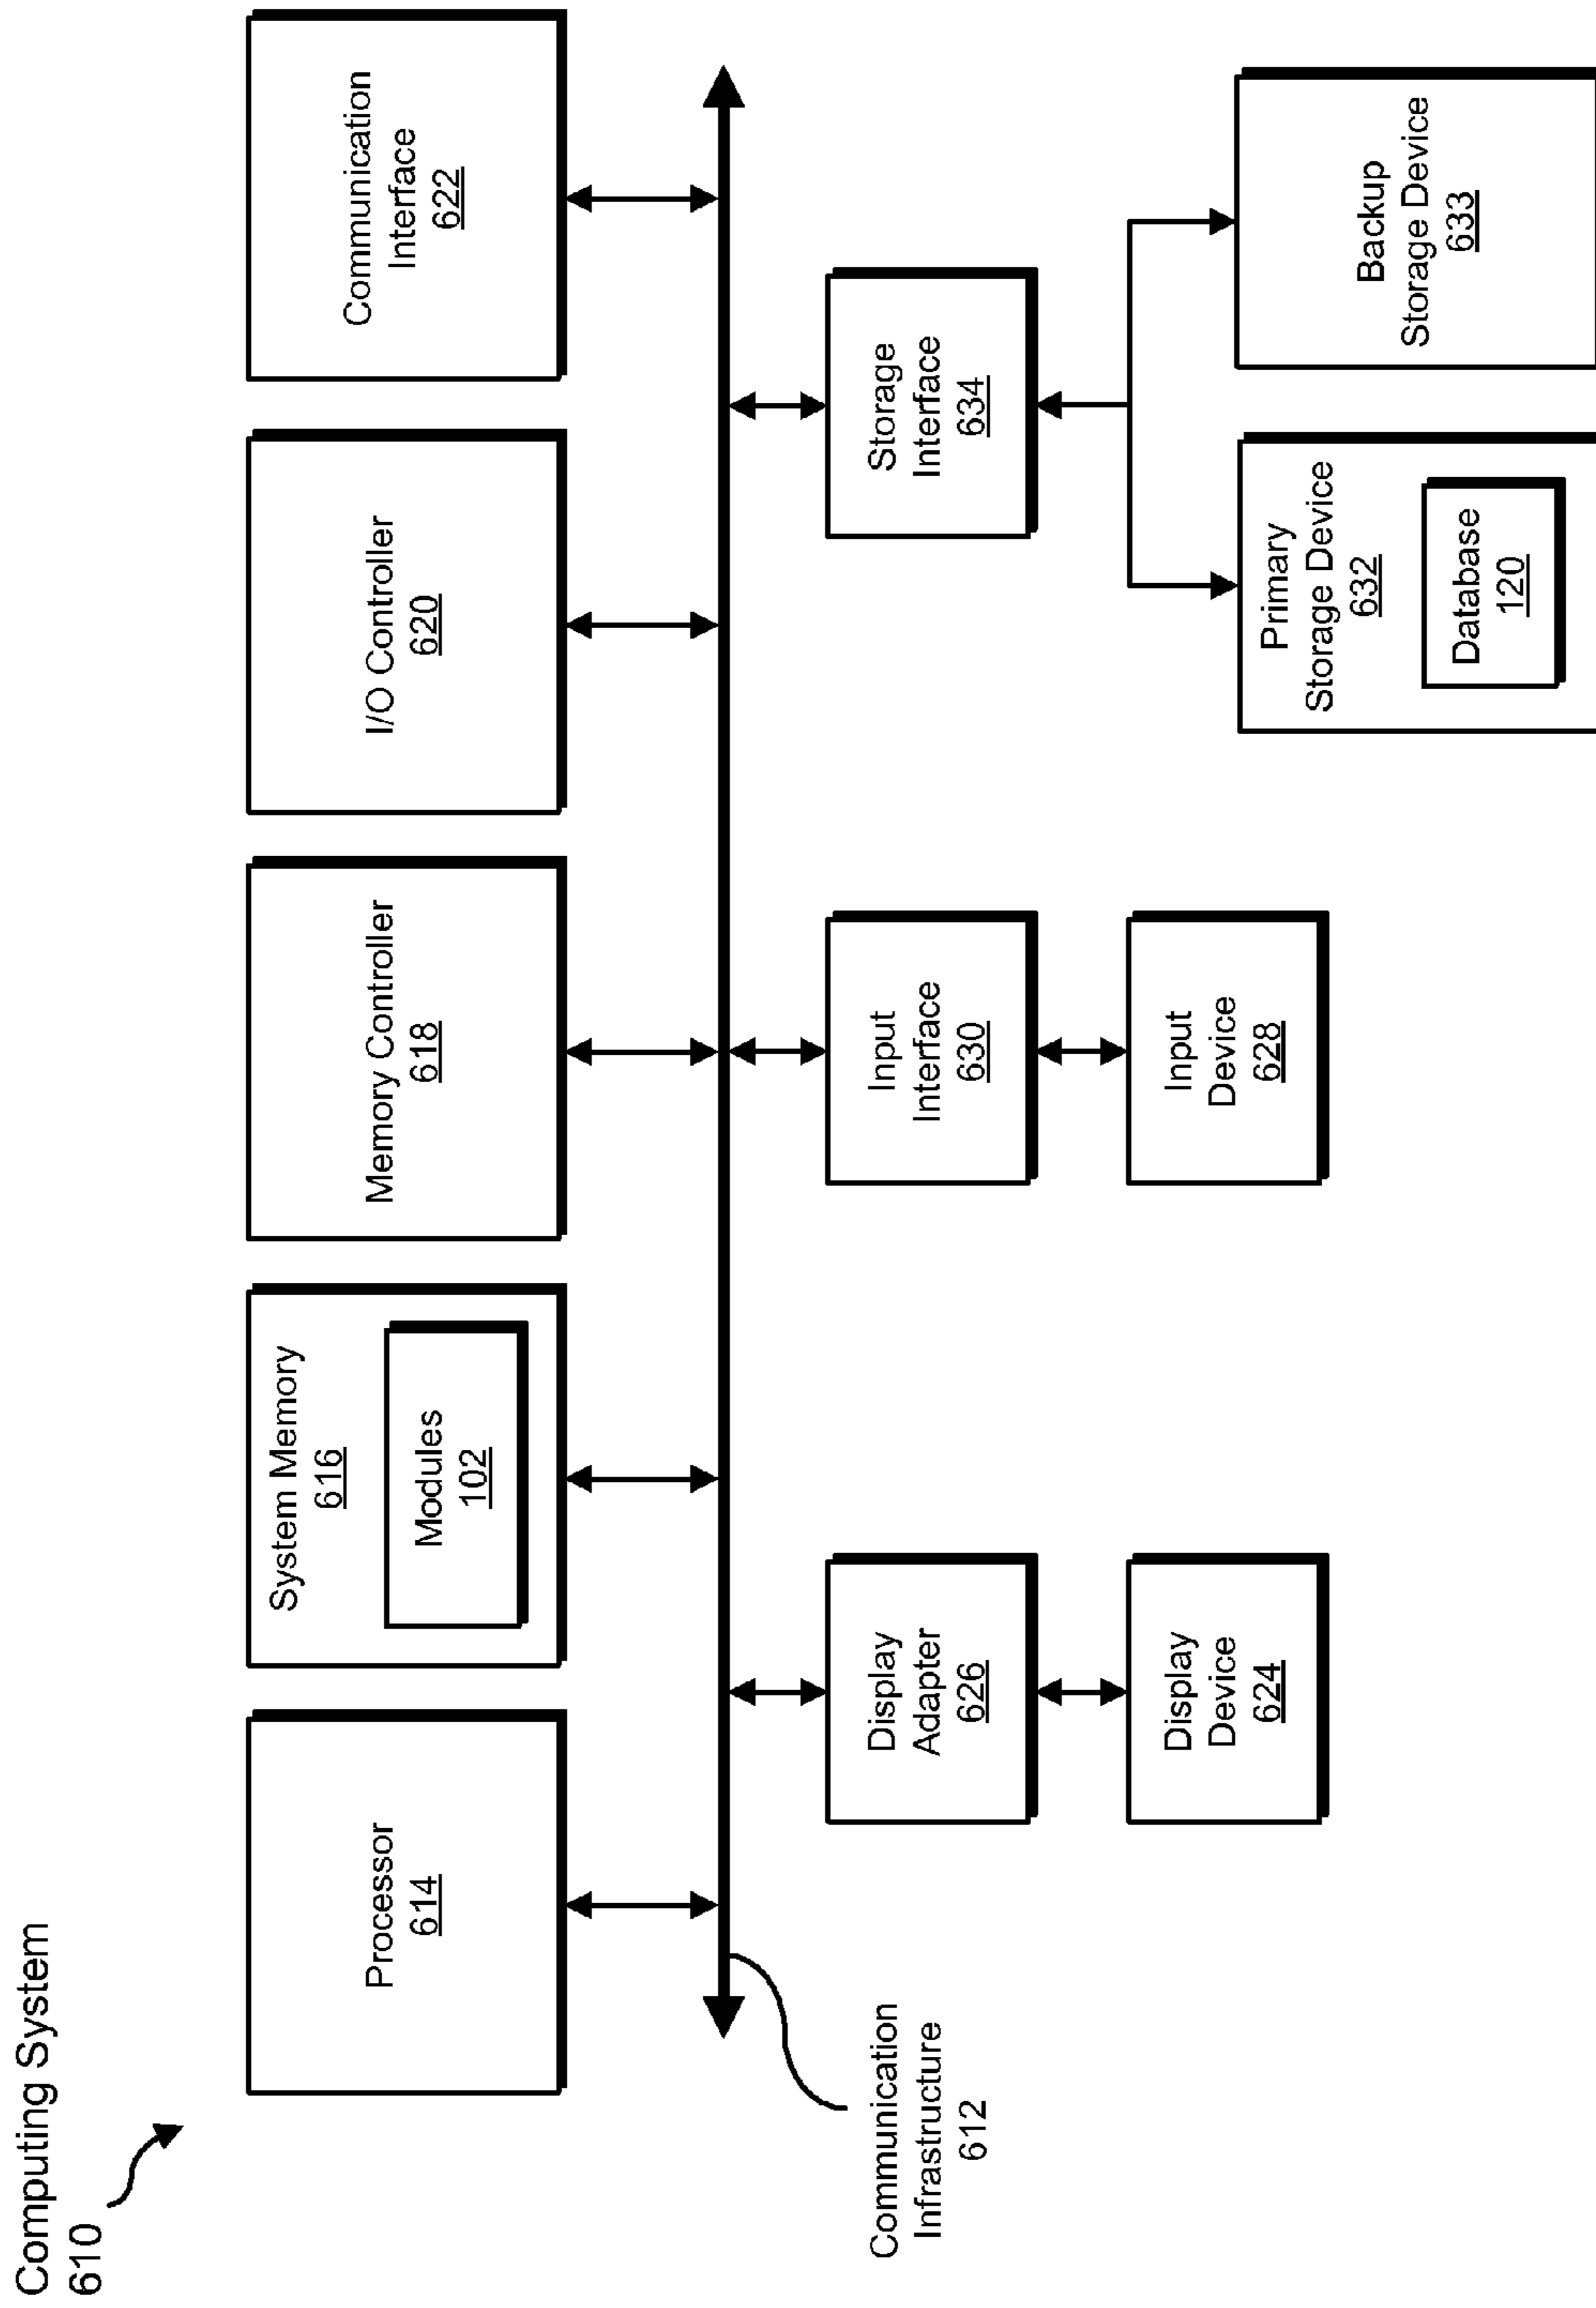 Computing System
610
Processor
614
System Memory
616
Modules
102
Memory Controller
618
I/O Controller
620
Communication
Interface
622
Communication
Infrastructure
612
Display
Adapter
626
Input
Interface
630
Storage
Interface
634
Display
Device
624
Input
Device
628
Primary
Storage Device
632
Database
120
Backup
Storage Device
633